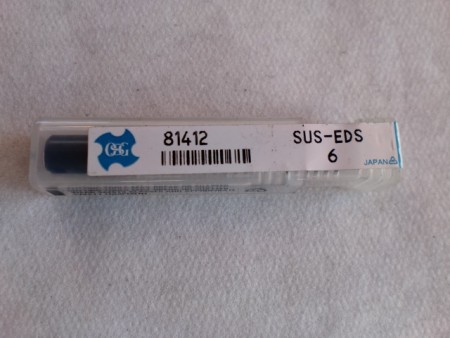 OSG
81412
SUS-EDS
6
JAPAN